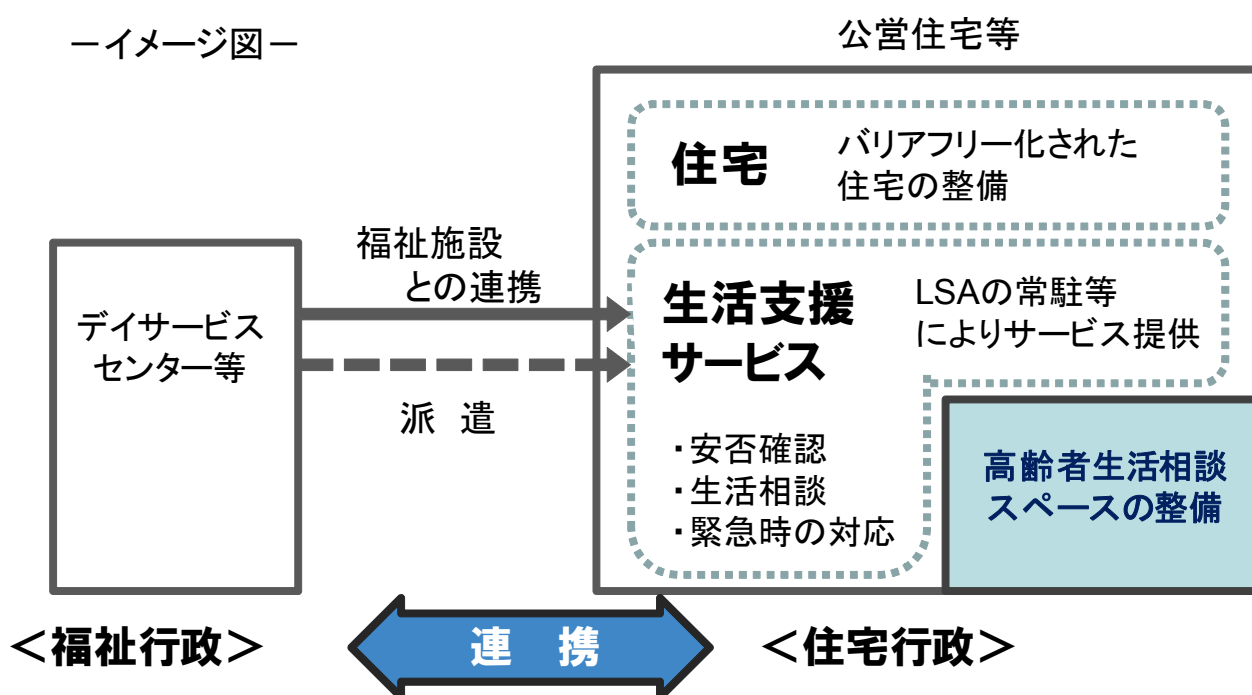 －イメージ図－
公営住宅等
住宅
バリアフリー化された
住宅の整備
福祉施設
との連携
デイサービス
センター等
派 遣
生活支援
サービス
LSAの常駐等
によりサービス提供
・安否確認
・生活相談
・緊急時の対応
高齢者生活相談
スペースの整備
＜福祉行政＞
連 携
＜住宅行政＞